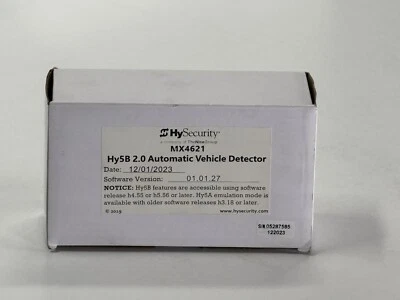 HySecurity®
MX4621
Hy5B 2.0 Automatic Vehicle Detector
Date: 12/01/2023
Software Version: 01.01.27
NOTICE: Hy5B features are accessible using software
release h4.55 or h5.56 or later. Hy5A emulation mode is
available with older software releases h3.18 or later.
© 2019
www.hysecurity.com
122023